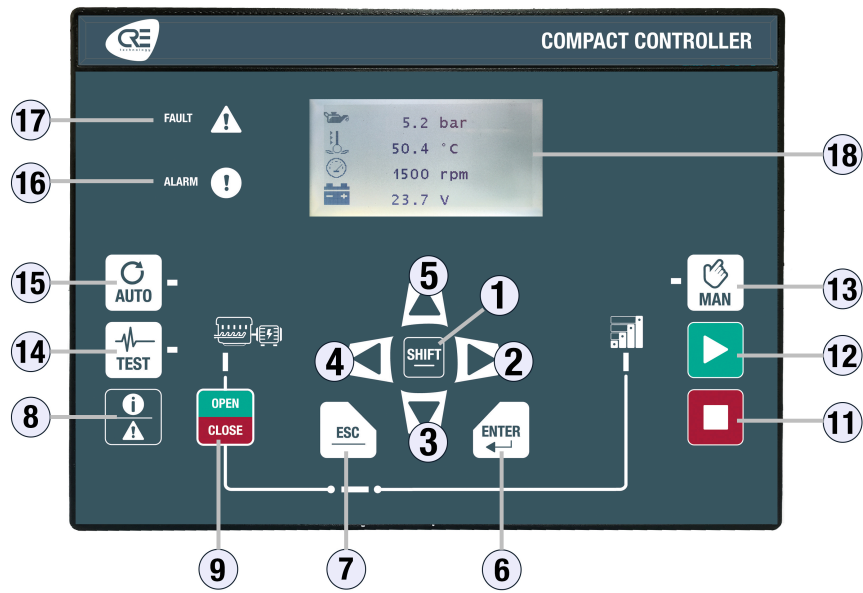 CRE
technology
COMPACT CONTROLLER
17
FAULT
5.2 bar
50.4 °C
1500 rpm
23.7 V
18
16
ALARM
15
AUTO
5
1
MAN
13
14
TEST
4
SHIFT
2
12
8
OPEN
CLOSE
ESC
3
ENTER
11
9
7
6